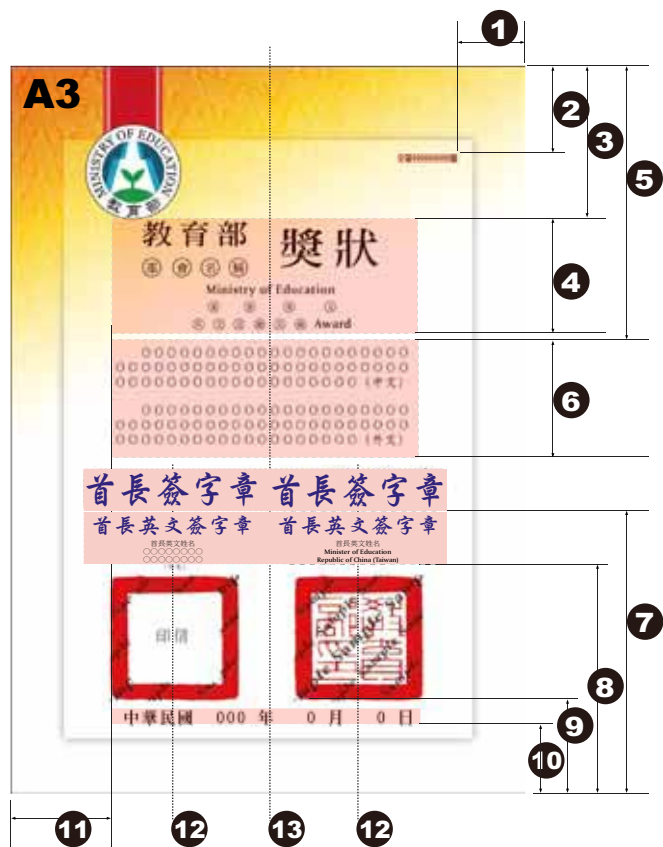 1
A3
2
3
MINISTRY OF EDUCATION
教育部
5
教育部 獎狀
4
Ministry of Education
Award
○○○○○○○○○○○○○○○○○○
○○○○○○○○○○○○○○○○○○○○
○○○○○○○○○○○○○○○○○○ (中文)
6
○○○○○○○○○○○○○○○○○○
○○○○○○○○○○○○○○○○○○○○
○○○○○○○○○○○○○○○○○○ (外文)
首長簽字章 首長簽字章
首長英文簽字章 首長英文簽字章
首長英文姓名 首長英文姓名
○○○○○○○○ Minister of Education
○○○○○○○○ Republic of China (Taiwan)
7
印信
Sample Sample
8
9
中華民國 000 年 0 月 0 日
10
11 12 13 12